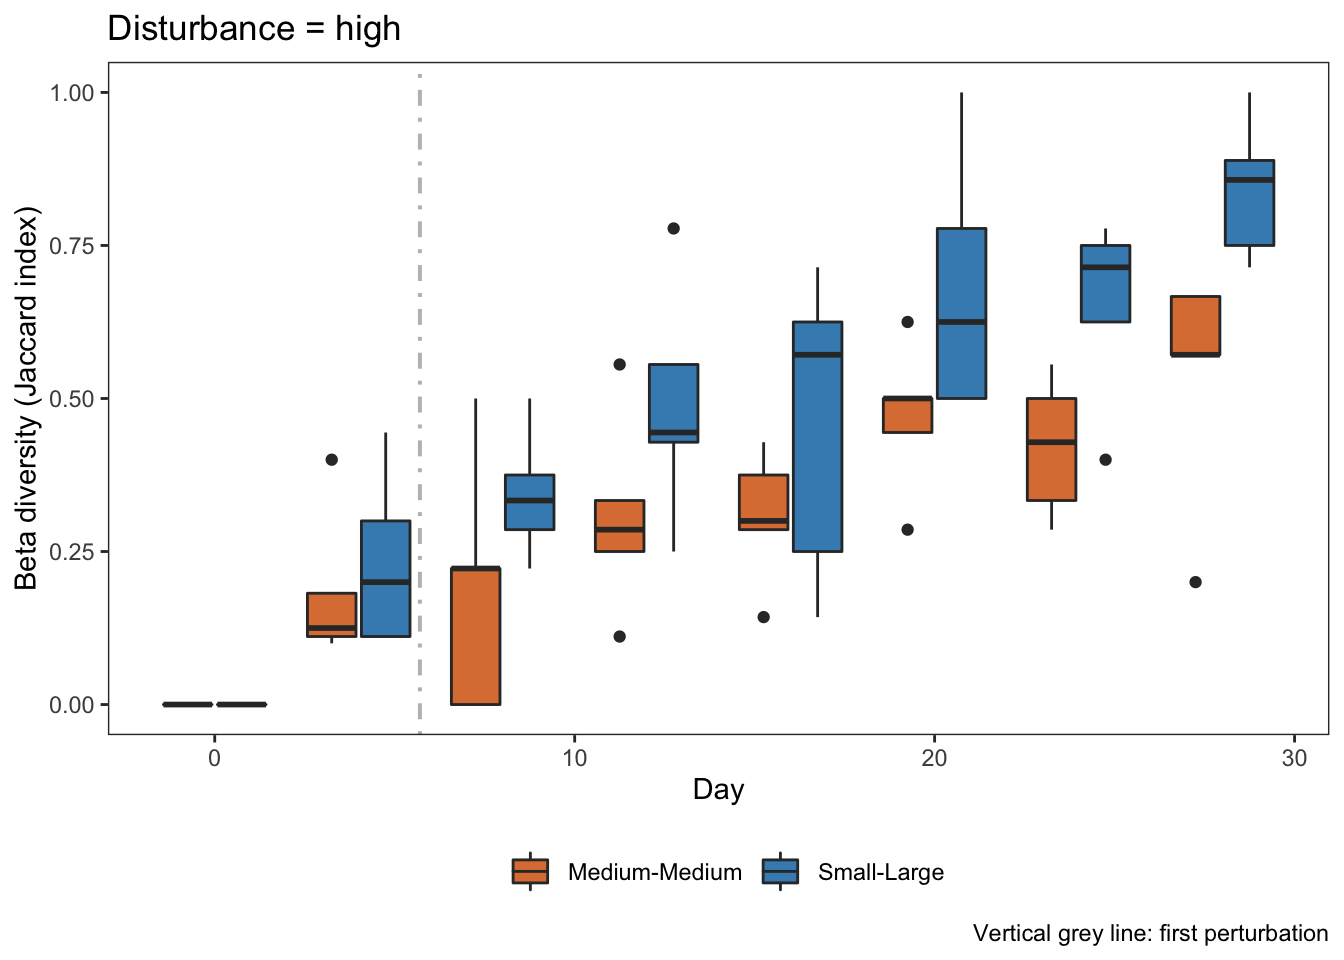 Disturbance = high
Beta diversity (Jaccard index)
1.00
0.75
0.50
0.25
0.00
0 10 20 30
Day
Medium-Medium Small-Large
Vertical grey line: first perturbation